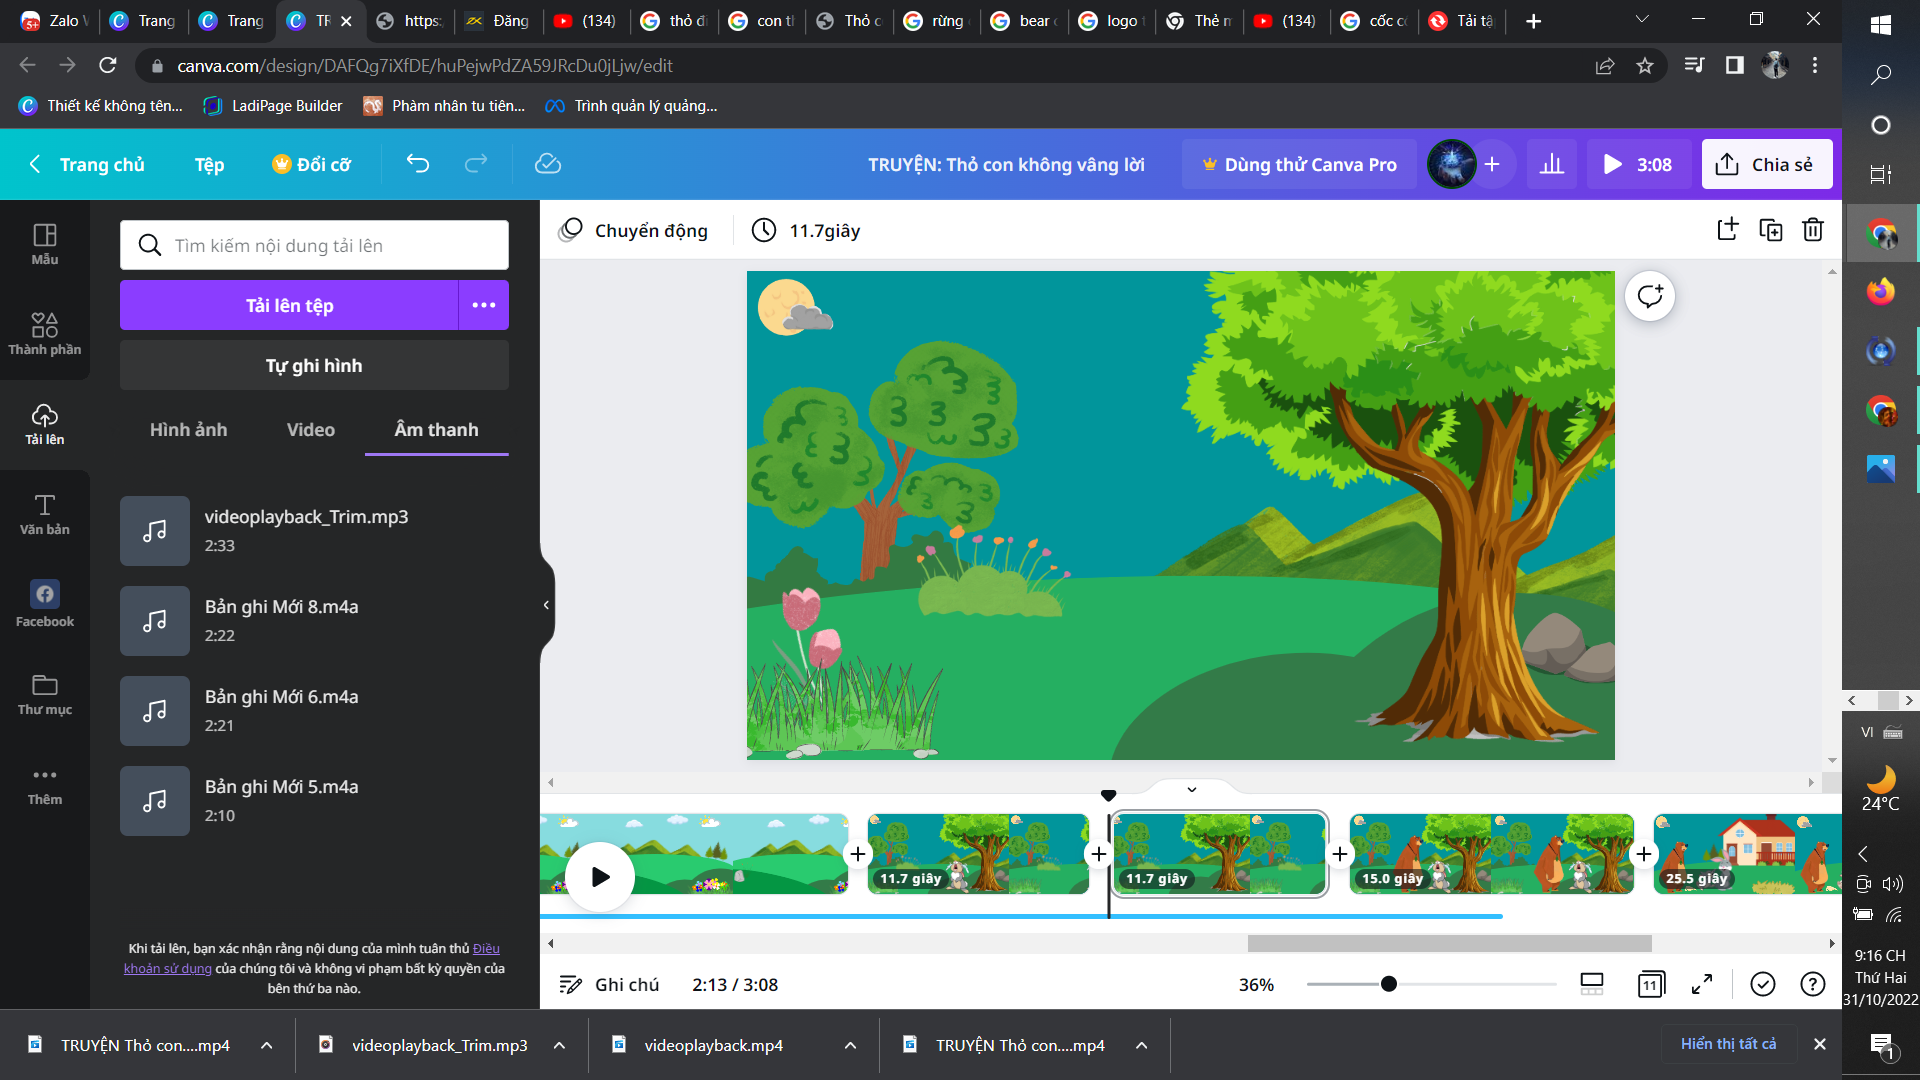 Zalo
Trang
Trang
https:
Đăng
(134)
thỏ
con
Thỏ
rừng
bear
logo
Thẻ
(134)
cốc
Tải
canva.com/design/DAFQg7iXfDE/huPejwPdZA59JRcDu0jLjw/edit
Thiết kế không tên...
LadiPage Builder
Phàm nhân tu tiên...
Trình quản lý quảng...
Trang chủ
Tệp
Đổi cỡ
TRUYỆN: Thỏ con không vâng lời
Dùng thử Canva Pro
3:08
Chia sẻ
Mẫu
Thành phần
Tải lên
Văn bản
Facebook
Thư mục
Thêm
Tìm kiếm nội dung tải lên
Tải lên tệp
Tự ghi hình
Hình ảnh
Video
Âm thanh
videoplayback_Trim.mp3
2:33
Bản ghi Mới 8.m4a
2:22
Bản ghi Mới 6.m4a
2:21
Bản ghi Mới 5.m4a
2:10
Khi tải lên, bạn xác nhận rằng nội dung của mình tuân thủ Điều
khoản sử dụng của chúng tôi và không vi phạm bất kỳ quyền của
bên thứ ba nào.
Chuyển động
11.7giây
11.7 giây
11.7 giây
15.0 giây
25.5 giây
Ghi chú
2:13 / 3:08
36%
11
TRUYỆN Thỏ con....mp4
videoplayback_Trim.mp3
videoplayback.mp4
TRUYỆN Thỏ con....mp4
Hiển thị tất cả
VI
24°C
9:16 CH
Thứ Hai
31/10/2022
1